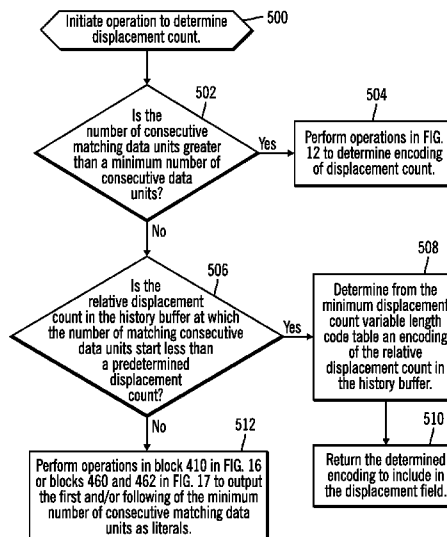 Initiate operation to determine
displacement count.
500
502
Is the
number of consecutive
matching data units greater
than a minimum number of
consecutive data
units?
Yes
504
Perform operations in FIG.
12 to determine encoding
of displacement count.
No
506
Is the
relative displacement
count in the history buffer at which
the number of matching consecutive
data units start less than
a predetermined
displacement
count?
Yes
508
Determine from the
minimum displacement
count variable length
code table an encoding
of the relative
displacement count in
the history buffer.
No
510
Return the determined
encoding to include in
the displacement field.
512
Perform operations in block 410 in FIG. 16
or blocks 460 and 462 in FIG. 17 to output
the first and/or following of the minimum
number of consecutive matching data
units as literals.